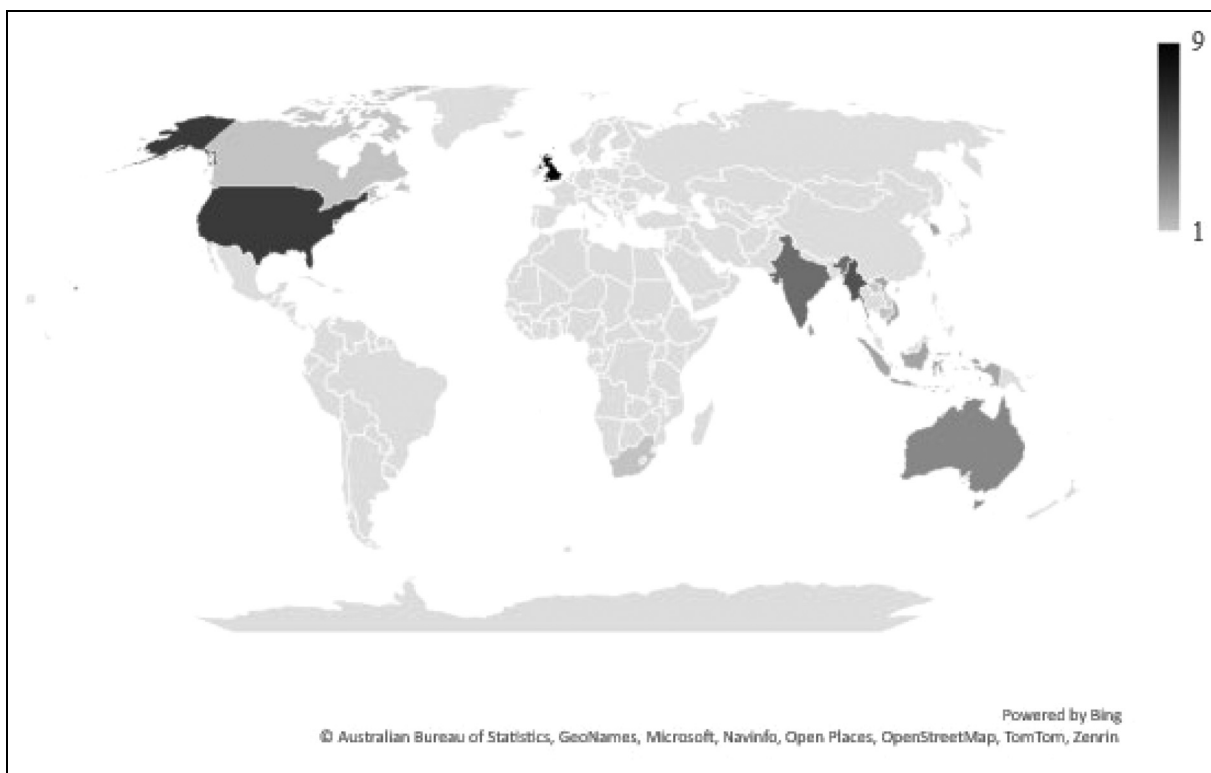 9
1
Powered by Bing
© Australian Bureau of Statistics, GeoNames, Microsoft, Navinfo, Open Places, OpenStreetMap, TomTom, Zenrin